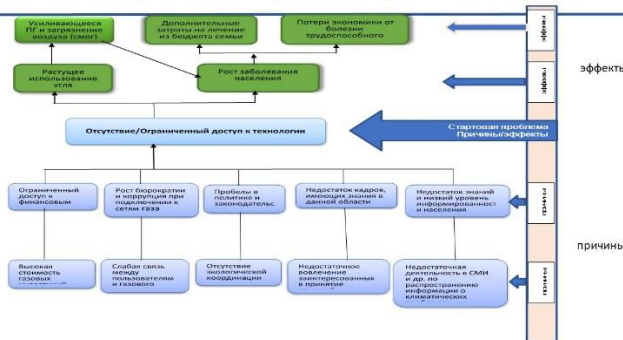 Усиливающееся
ПГ и загрязнение
воздуха (смог)
Дополнительные
затраты на лечение
из бюджета семьи
Потери экономики от
болезни
трудоспособного
Растущее
использование
угля
Рост заболевания
населения
эффекты
Отсутствие/Ограниченный доступ к технологии
Стартовая проблема
Причины/эффекты
Ограниченный
доступ к
финансовым
Рост бюрократии
и коррупция при
подключении к
сетям газа
Пробелы в
политике и
законодательс
Недостаток кадров,
имеющих знания в
данной области
Недостаток знаний
и низкий уровень
информированност
и населения
причины
Высокая
стоимость
газовых
Слабая связь
между
пользователям
и газового
Отсутствие
экологической
координации
Недостаточное
вовлечение
заинтересованных
в принятие
Недостаточная
деятельность в СМИ
и др. по
распространению
информации о
климатических